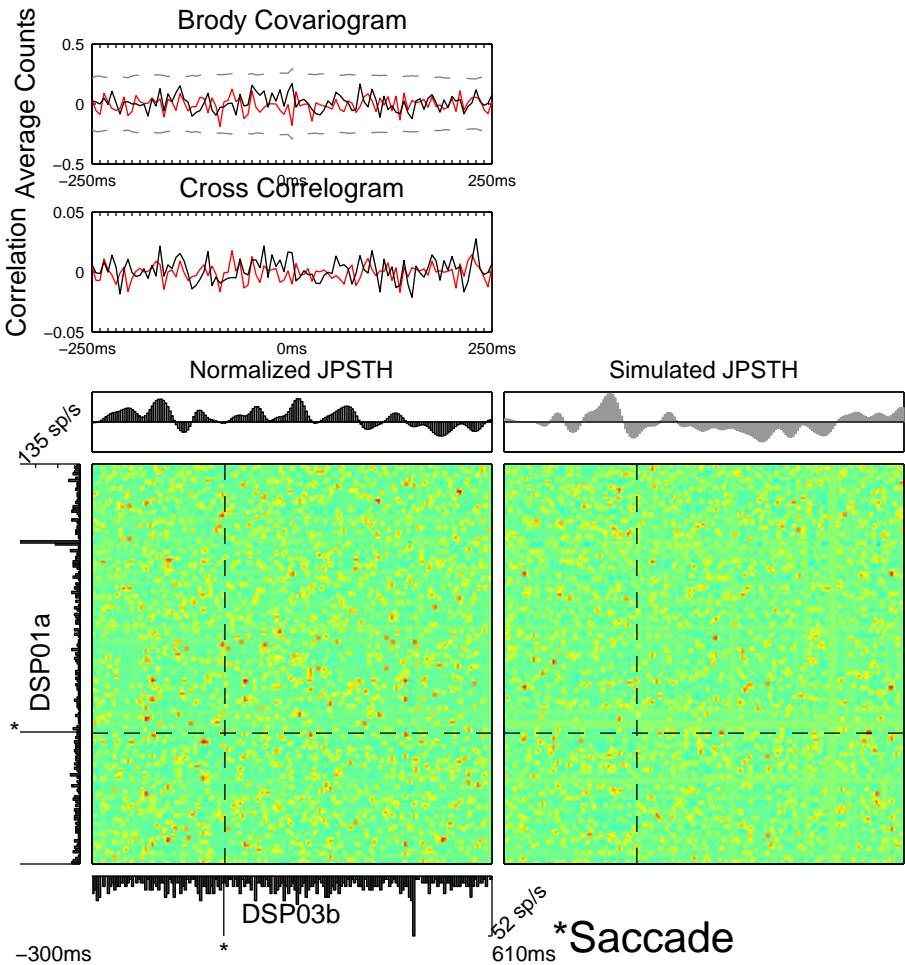 Brody Covariogram
Average Counts
0.5
0
−0.5
−250ms
0ms
250ms
Cross Correlogram
Correlation
0.05
0
−0.05
−250ms
0ms
250ms
Normalized JPSTH
Simulated JPSTH
135 sp/s
DSP01a
*
DSP03b
*
52 sp/s
−300ms
610ms
*Saccade